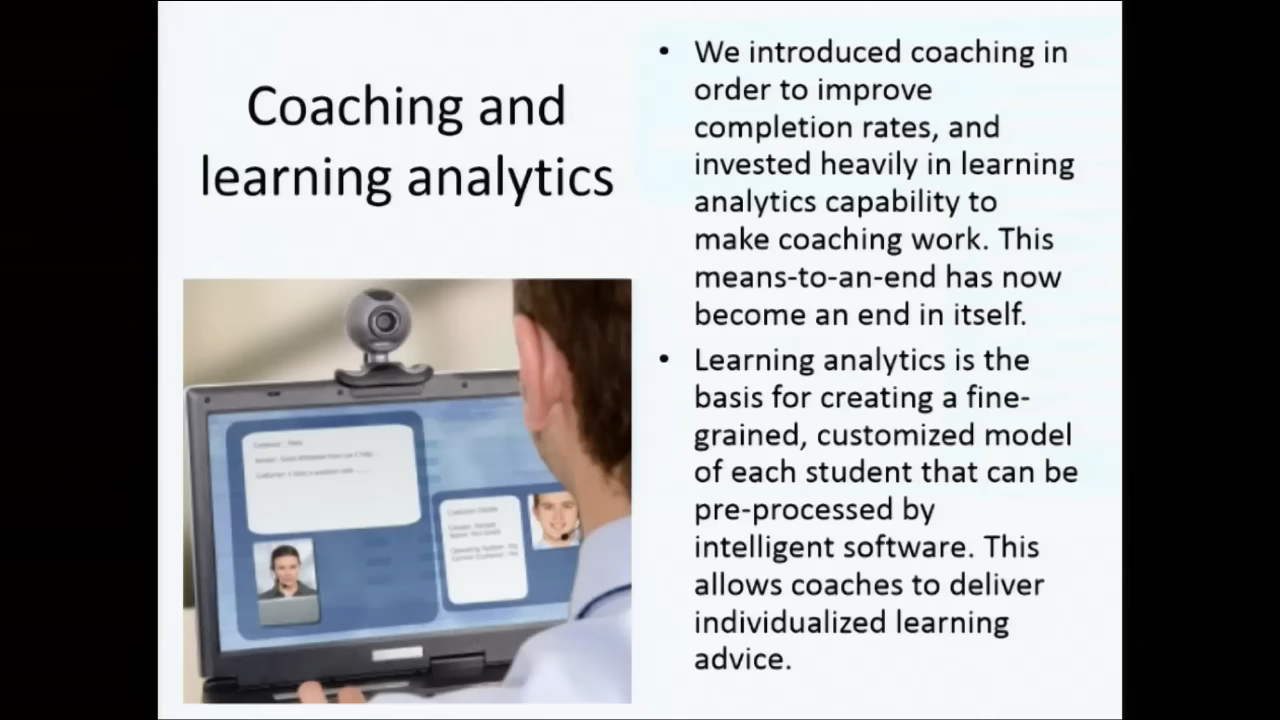 Coaching and
learning analytics
• We introduced coaching in
order to improve
completion rates, and
invested heavily in learning
analytics capability to
make coaching work. This
means-to-an-end has now
become an end in itself.
• Learning analytics is the
basis for creating a fine-
grained, customized model
of each student that can be
pre-processed by
intelligent software. This
allows coaches to deliver
individualized learning
advice.